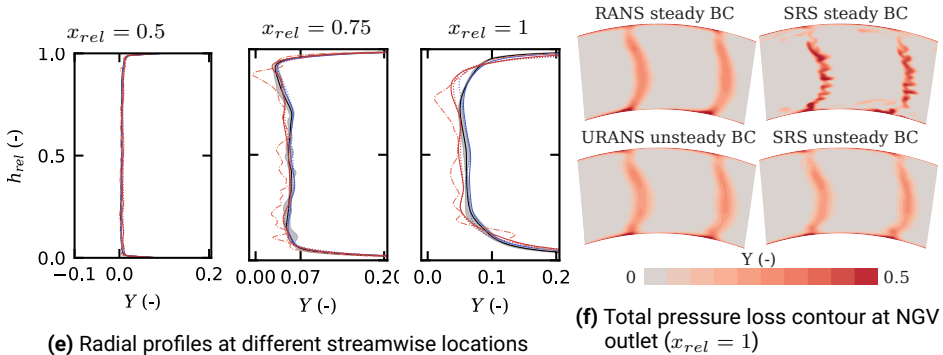 x_rel = 0.5
x_rel = 0.75
x_rel = 1
1.0
0.5
0.0
h_rel (-)
−0.1 0.0 0.2
0.00 0.07 0.20
0.0 0.1 0.2
Y (-)
Y (-)
Y (-)
(e) Radial profiles at different streamwise locations
RANS steady BC
SRS steady BC
URANS unsteady BC
SRS unsteady BC
Y (-)
0
0.5
(f) Total pressure loss contour at NGV
outlet (x_rel = 1)